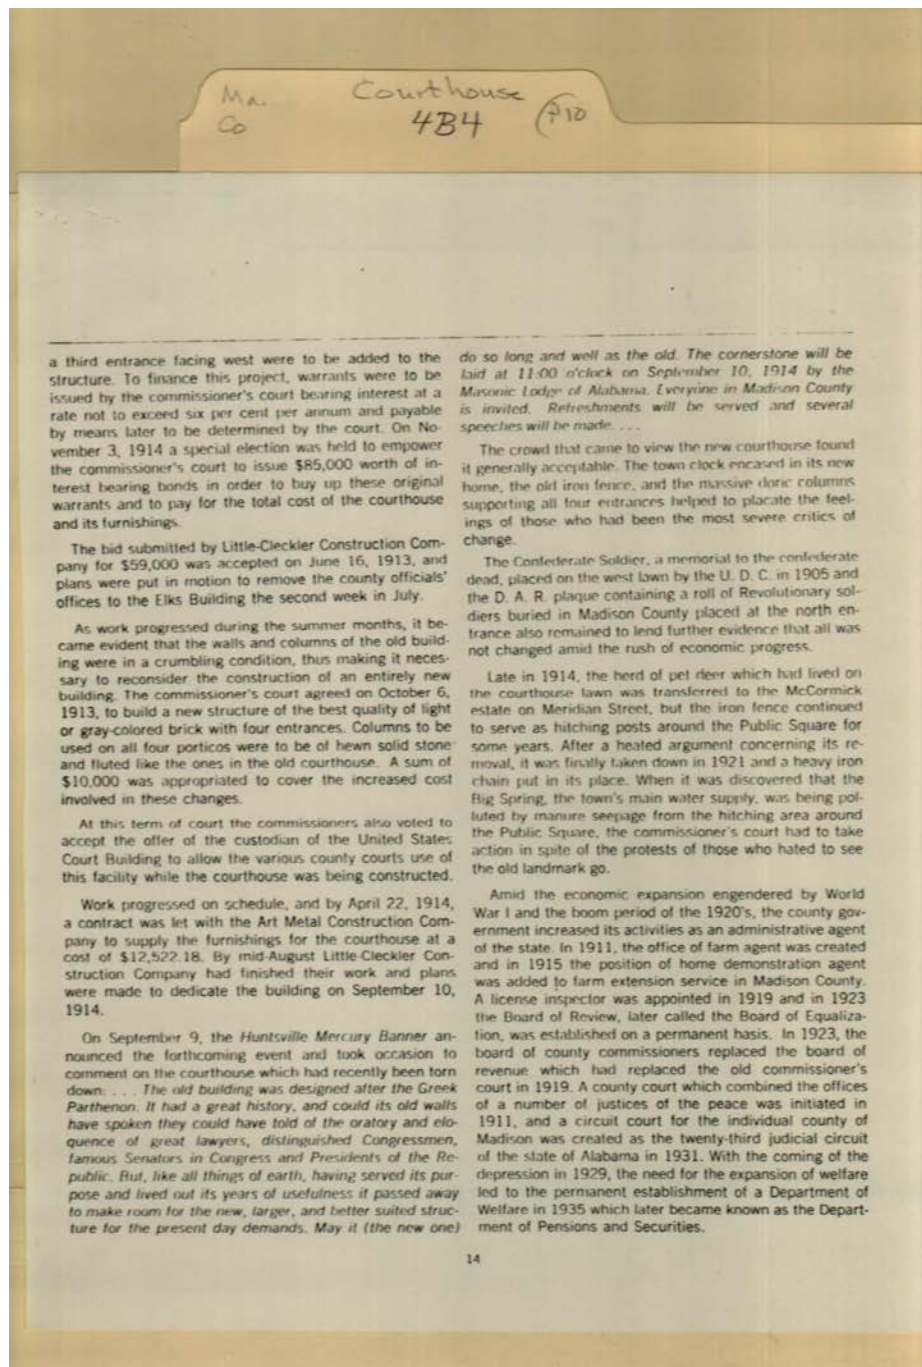 Ma. Courthouse
Co 4B4 P10
a third entrance facing west were to be added to the
structure. To finance this project, warrants were to be
issued by the commissioner's court bearing interest at a
rate not to exceed six per cent per annum and payable
by means later to be determined by the court. On No-
vember 3, 1914 a special election was held to empower
the commissioner's court to issue $85,000 worth of in-
terest bearing bonds in order to buy up these original
warrants and to pay for the total cost of the courthouse
and its furnishings.
The bid submitted by Little-Cleckler Construction Com-
pany for $59,000 was accepted on June 16, 1913, and
plans were put in motion to remove the county officials'
offices to the Elks Building the second week in July.
As work progressed during the summer months, it be-
came evident that the walls and columns of the old build-
ing were in a crumbling condition, thus making it neces-
sary to reconsider the construction of an entirely new
building. The commissioner's court agreed on October 6,
1913, to build a new structure of the best quality of light
or gray-colored brick with four entrances. Columns to be
used on all four porticos were to be of hewn solid stone
and fluted like the ones in the old courthouse. A sum of
$10,000 was appropriated to cover the increased cost
involved in these changes.
At this term of court the commissioners also voted to
accept the offer of the custodian of the United States
Court Building to allow the various county courts use of
this facility while the courthouse was being constructed.
Work progressed on schedule, and by April 22, 1914,
a contract was let with the Art Metal Construction Com-
pany to supply the furnishings for the courthouse at a
cost of $12,522.18. By mid-August Little-Cleckler Con-
struction Company had finished their work and plans
were made to dedicate the building on September 10,
1914.
On September 9, the Huntsville Mercury Banner an-
nounced the forthcoming event and took occasion to
comment on the courthouse which had recently been torn
down: . . . The old building was designed after the Greek
Parthenon. It had a great history, and could its old walls
have spoken they could have told of the oratory and elo-
quence of great lawyers, distinguished Congressmen,
famous Senators in Congress and Presidents of the Re-
public. But, like all things of earth, having served its pur-
pose and lived out its years of usefulness it passed away
to make room for the new, larger, and better suited struc-
ture for the present day demands. May it (the new one)
do so long and well as the old. The cornerstone will be
laid at 11:00 o'clock on September 10, 1914 by the
Masonic Lodge of Alabama. Everyone in Madison County
is invited. Refreshments will be served and several
speeches will be made. . . .
The crowd that came to view the new courthouse found
it generally acceptable. The town clock encased in its new
home, the old iron fence, and the massive doric columns
supporting all four entrances helped to placate the feel-
ings of those who had been the most severe critics of
change.
The Confederate Soldier, a memorial to the confederate
dead, placed on the west lawn by the U. D. C. in 1905 and
the D. A. R. plaque containing a roll of Revolutionary sol-
diers buried in Madison County placed at the north en-
trance also remained to lend further evidence that all was
not changed amid the rush of economic progress.
Late in 1914, the herd of pet deer which had lived on
the courthouse lawn was transferred to the McCormick
estate on Meridian Street, but the iron fence continued
to serve as hitching posts around the Public Square for
some years. After a heated argument concerning its re-
moval, it was finally taken down in 1921 and a heavy iron
chain put in its place. When it was discovered that the
Big Spring, the town's main water supply, was being pol-
luted by manure seepage from the hitching area around
the Public Square, the commissioner's court had to take
action in spite of the protests of those who hated to see
the old landmark go.
Amid the economic expansion engendered by World
War I and the boom period of the 1920's, the county gov-
ernment increased its activities as an administrative agent
of the state. In 1911, the office of farm agent was created
and in 1915 the position of home demonstration agent
was added to farm extension service in Madison County.
A license inspector was appointed in 1919 and in 1923
the Board of Review, later called the Board of Equaliza-
tion, was established on a permanent basis. In 1923, the
board of county commissioners replaced the board of
revenue which had replaced the old commissioner's
court in 1919. A county court which combined the offices
of a number of justices of the peace was initiated in
1911, and a circuit court for the individual county of
Madison was created as the twenty-third judicial circuit
of the state of Alabama in 1931. With the coming of the
depression in 1929, the need for the expansion of welfare
led to the permanent establishment of a Department of
Welfare in 1935 which later became known as the Depart-
ment of Pensions and Securities.
14